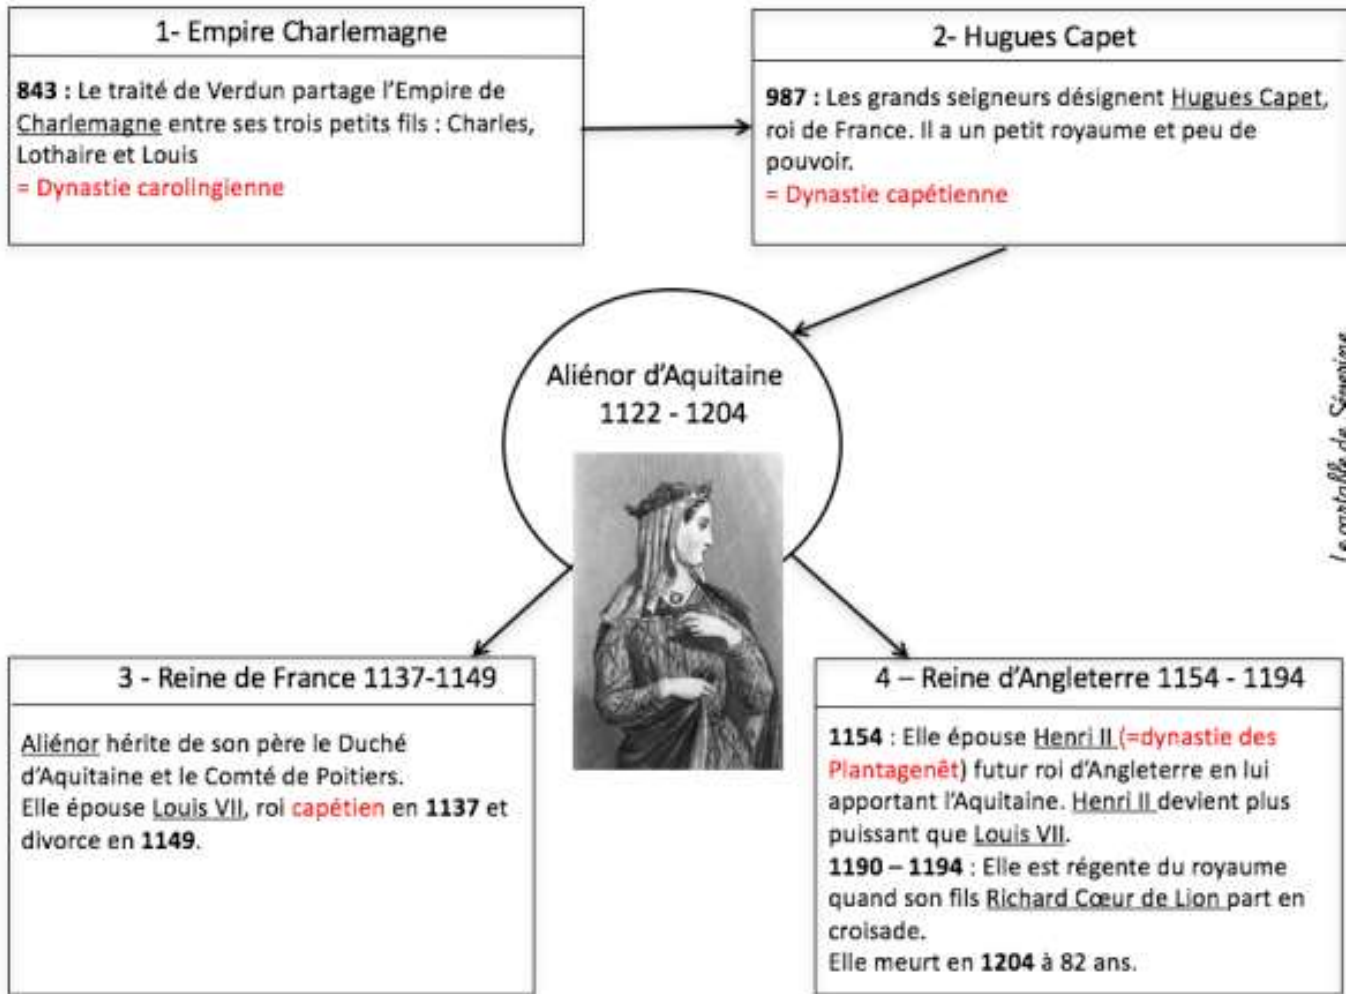 1- Empire Charlemagne
843 : Le traité de Verdun partage l'Empire de
Charlemagne entre ses trois petits fils : Charles,
Lothaire et Louis
= Dynastie carolingienne
2- Hugues Capet
987 : Les grands seigneurs désignent Hugues Capet,
roi de France. Il a un petit royaume et peu de
pouvoir.
= Dynastie capétienne
Aliénor d'Aquitaine
1122 - 1204
Le cartable de Séverine
3 - Reine de France 1137-1149
Aliénor hérite de son père le Duché
d'Aquitaine et le Comté de Poitiers.
Elle épouse Louis VII, roi capétien en 1137 et
divorce en 1149.
4 – Reine d'Angleterre 1154 - 1194
1154 : Elle épouse Henri II (=dynastie des
Plantagenêt) futur roi d'Angleterre en lui
apportant l'Aquitaine. Henri II devient plus
puissant que Louis VII.
1190 – 1194 : Elle est régente du royaume
quand son fils Richard Cœur de Lion part en
croisade.
Elle meurt en 1204 à 82 ans.